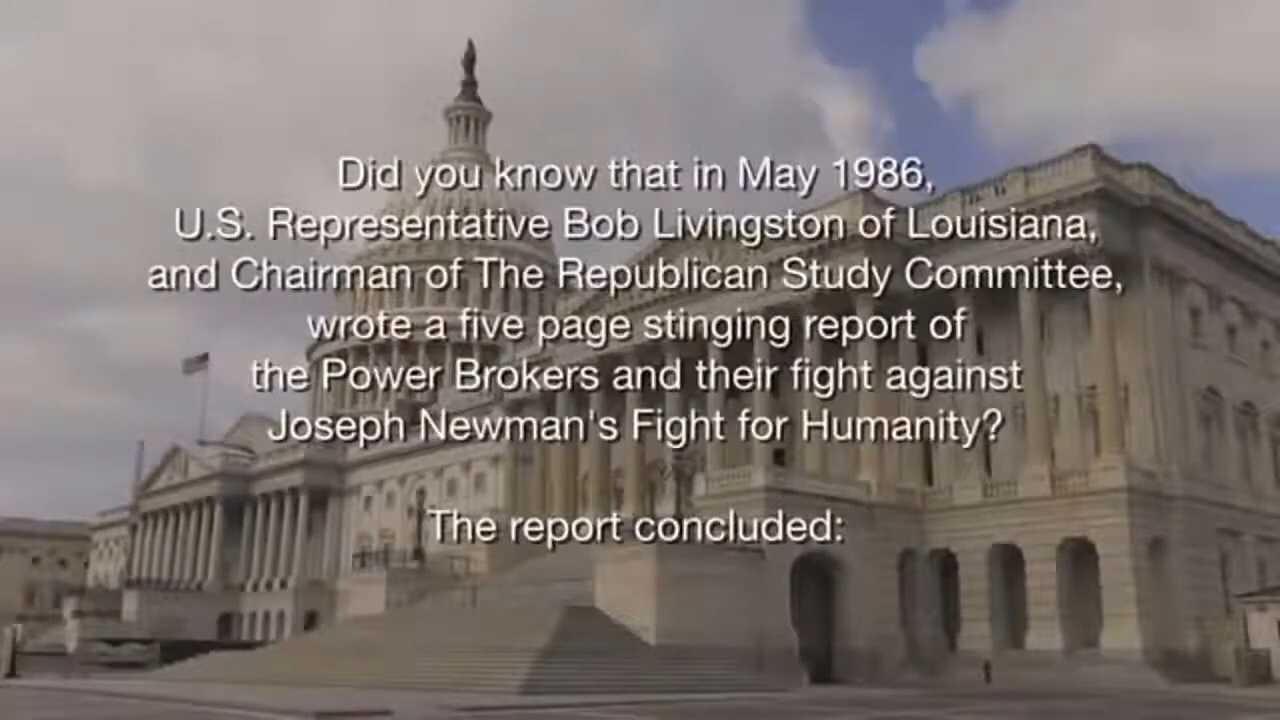 Did you know that in May 1986,
U.S. Representative Bob Livingston of Louisiana,
and Chairman of The Republican Study Committee,
wrote a five page stinging report of
the Power Brokers and their fight against
Joseph Newman's Fight for Humanity?
The report concluded: